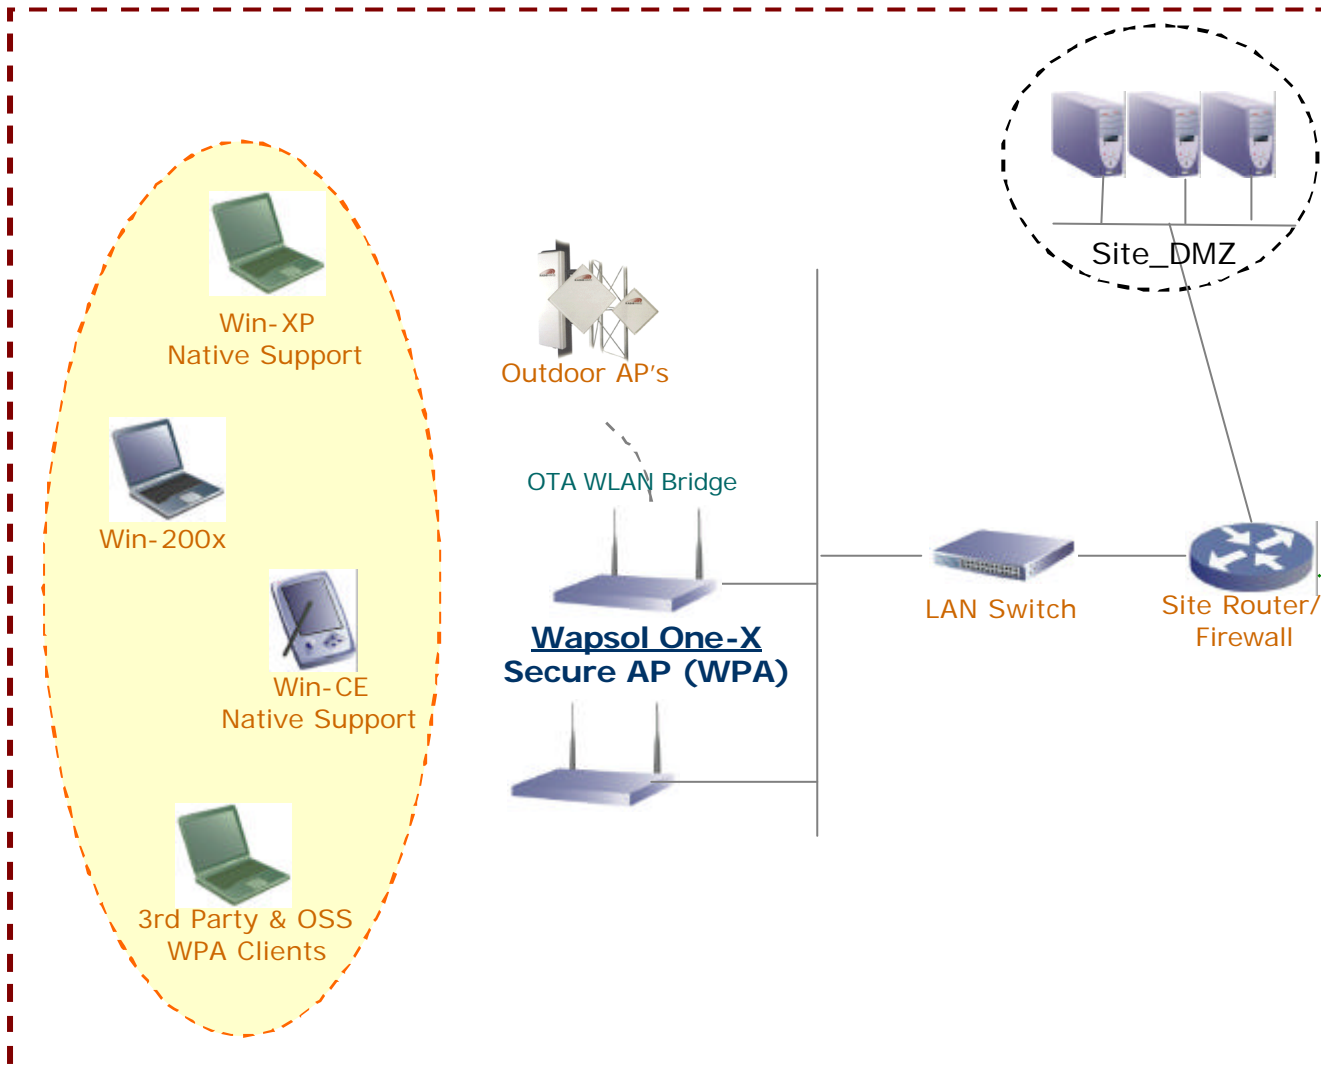 Site_DMZ
Win-XP
Native Support
Outdoor AP's
Win-200x
OTA WLAN Bridge
LAN Switch
Site Router/
Firewall
Wapsol One-X
Secure AP (WPA)
Win-CE
Native Support
3rd Party & OSS
WPA Clients